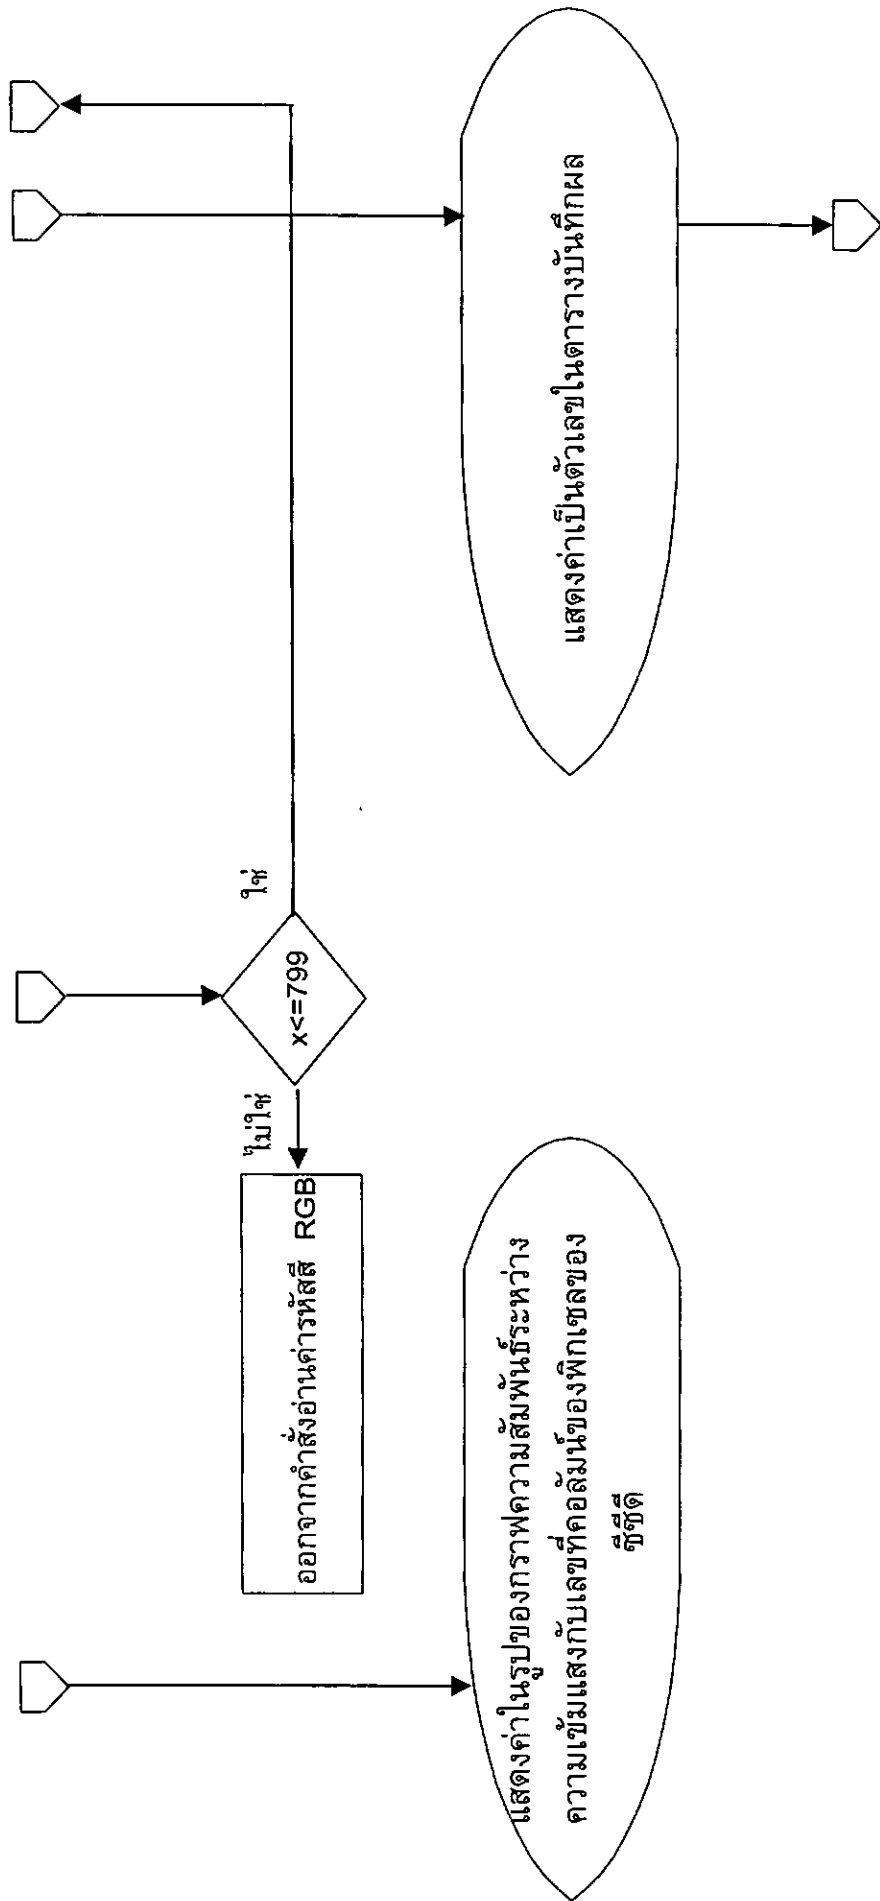 แสดงค่าในรูปของกราฟความสัมพันธ์ระหว่าง
ความเข้มแสงกับเลขที่คอลัมน์ของพิกเซลของ
ซีซีดี
ออกจากคำสั่งอ่านค่ารหัสสี RGB
ไม่ใช่
x<=799
ใช่
แสดงค่าเป็นตัวเลขในตารางบันทึกผล